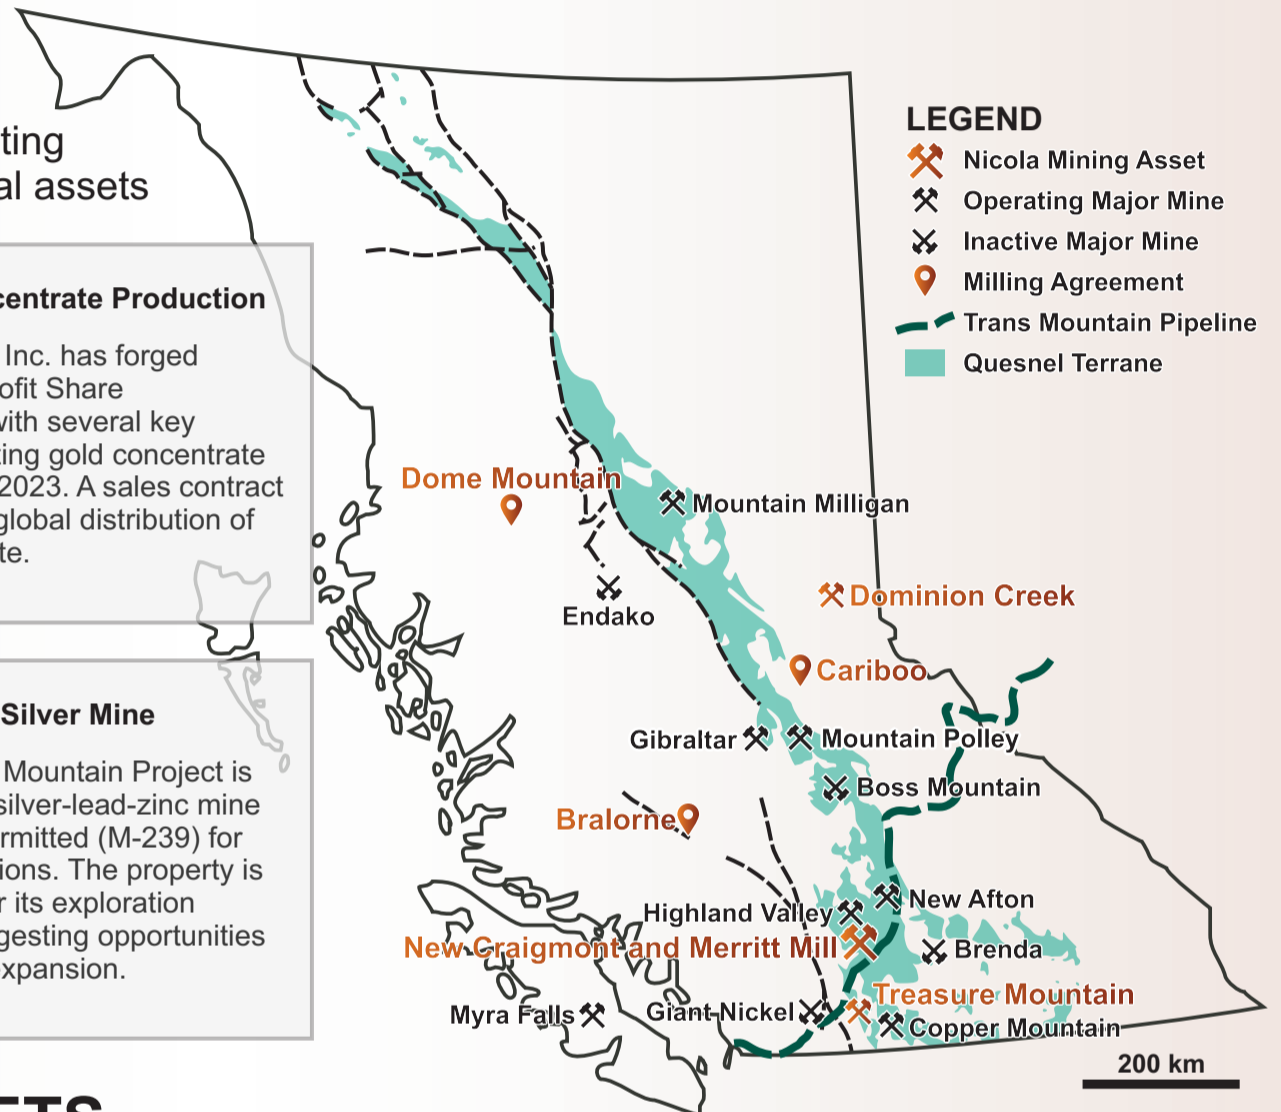 ting
al assets
centrate Production
Inc. has forged
ofit Share
with several key
ting gold concentrate
2023. A sales contract
global distribution of
te.
Silver Mine
Mountain Project is
silver-lead-zinc mine
rmitted (M-239) for
ions. The property is
r its exploration
gesting opportunities
expansion.
ETS
LEGEND
Nicola Mining Asset
Operating Major Mine
Inactive Major Mine
Milling Agreement
Trans Mountain Pipeline
Quesnel Terrane
Dome Mountain
Mountain Milligan
Endako
Dominion Creek
Cariboo
Gibraltar
Mountain Polley
Boss Mountain
Bralorne
New Afton
Highland Valley
New Craigmont and Merritt Mill
Brenda
Treasure Mountain
Myra Falls
Giant Nickel
Copper Mountain
200 km